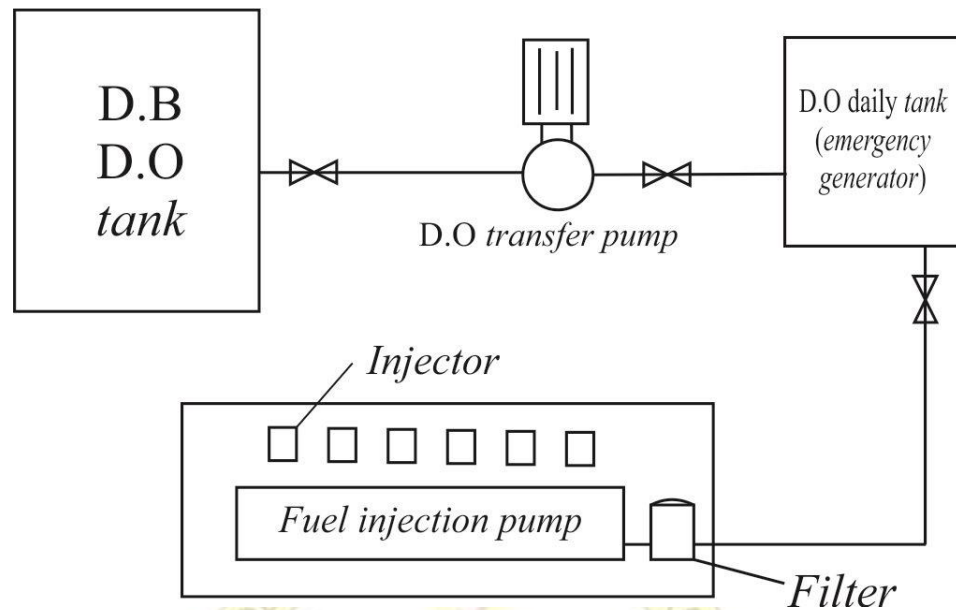 D.B
D.O
tank
D.O transfer pump
D.O daily tank
(emergency
generator)
Injector
Fuel injection pump
Filter